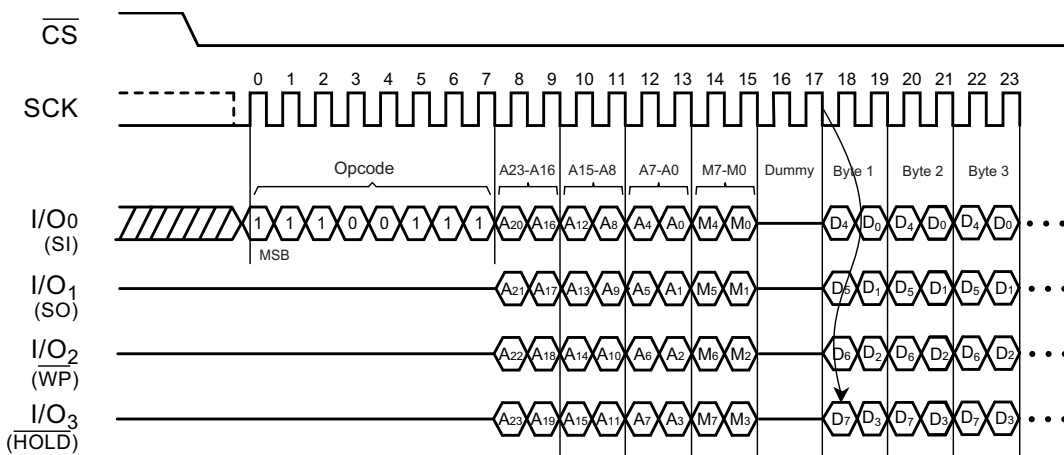 CS
SCK
0 1 2 3 4 5 6 7 8 9 10 11 12 13 14 15 16 17 18 19 20 21 22 23
Opcode A23-A16 A15-A8 A7-A0 M7-M0 Dummy Byte 1 Byte 2 Byte 3
I/O0 1 1 1 0 0 1 1 1 A20 A16 A12 A8 A4 A0 M4 M0 D4 D0 D4 D0 D4 D0
(SI)
MSB
I/O1 A21 A17 A13 A9 A5 A1 M5 M1 D5 D1 D5 D1 D5 D1
(SO)
I/O2 A22 A18 A14 A10 A6 A2 M6 M2 D6 D2 D6 D2 D6 D2
(WP)
I/O3 A23 A19 A15 A11 A7 A3 M7 M3 D7 D3 D7 D3 D7 D3
(HOLD)